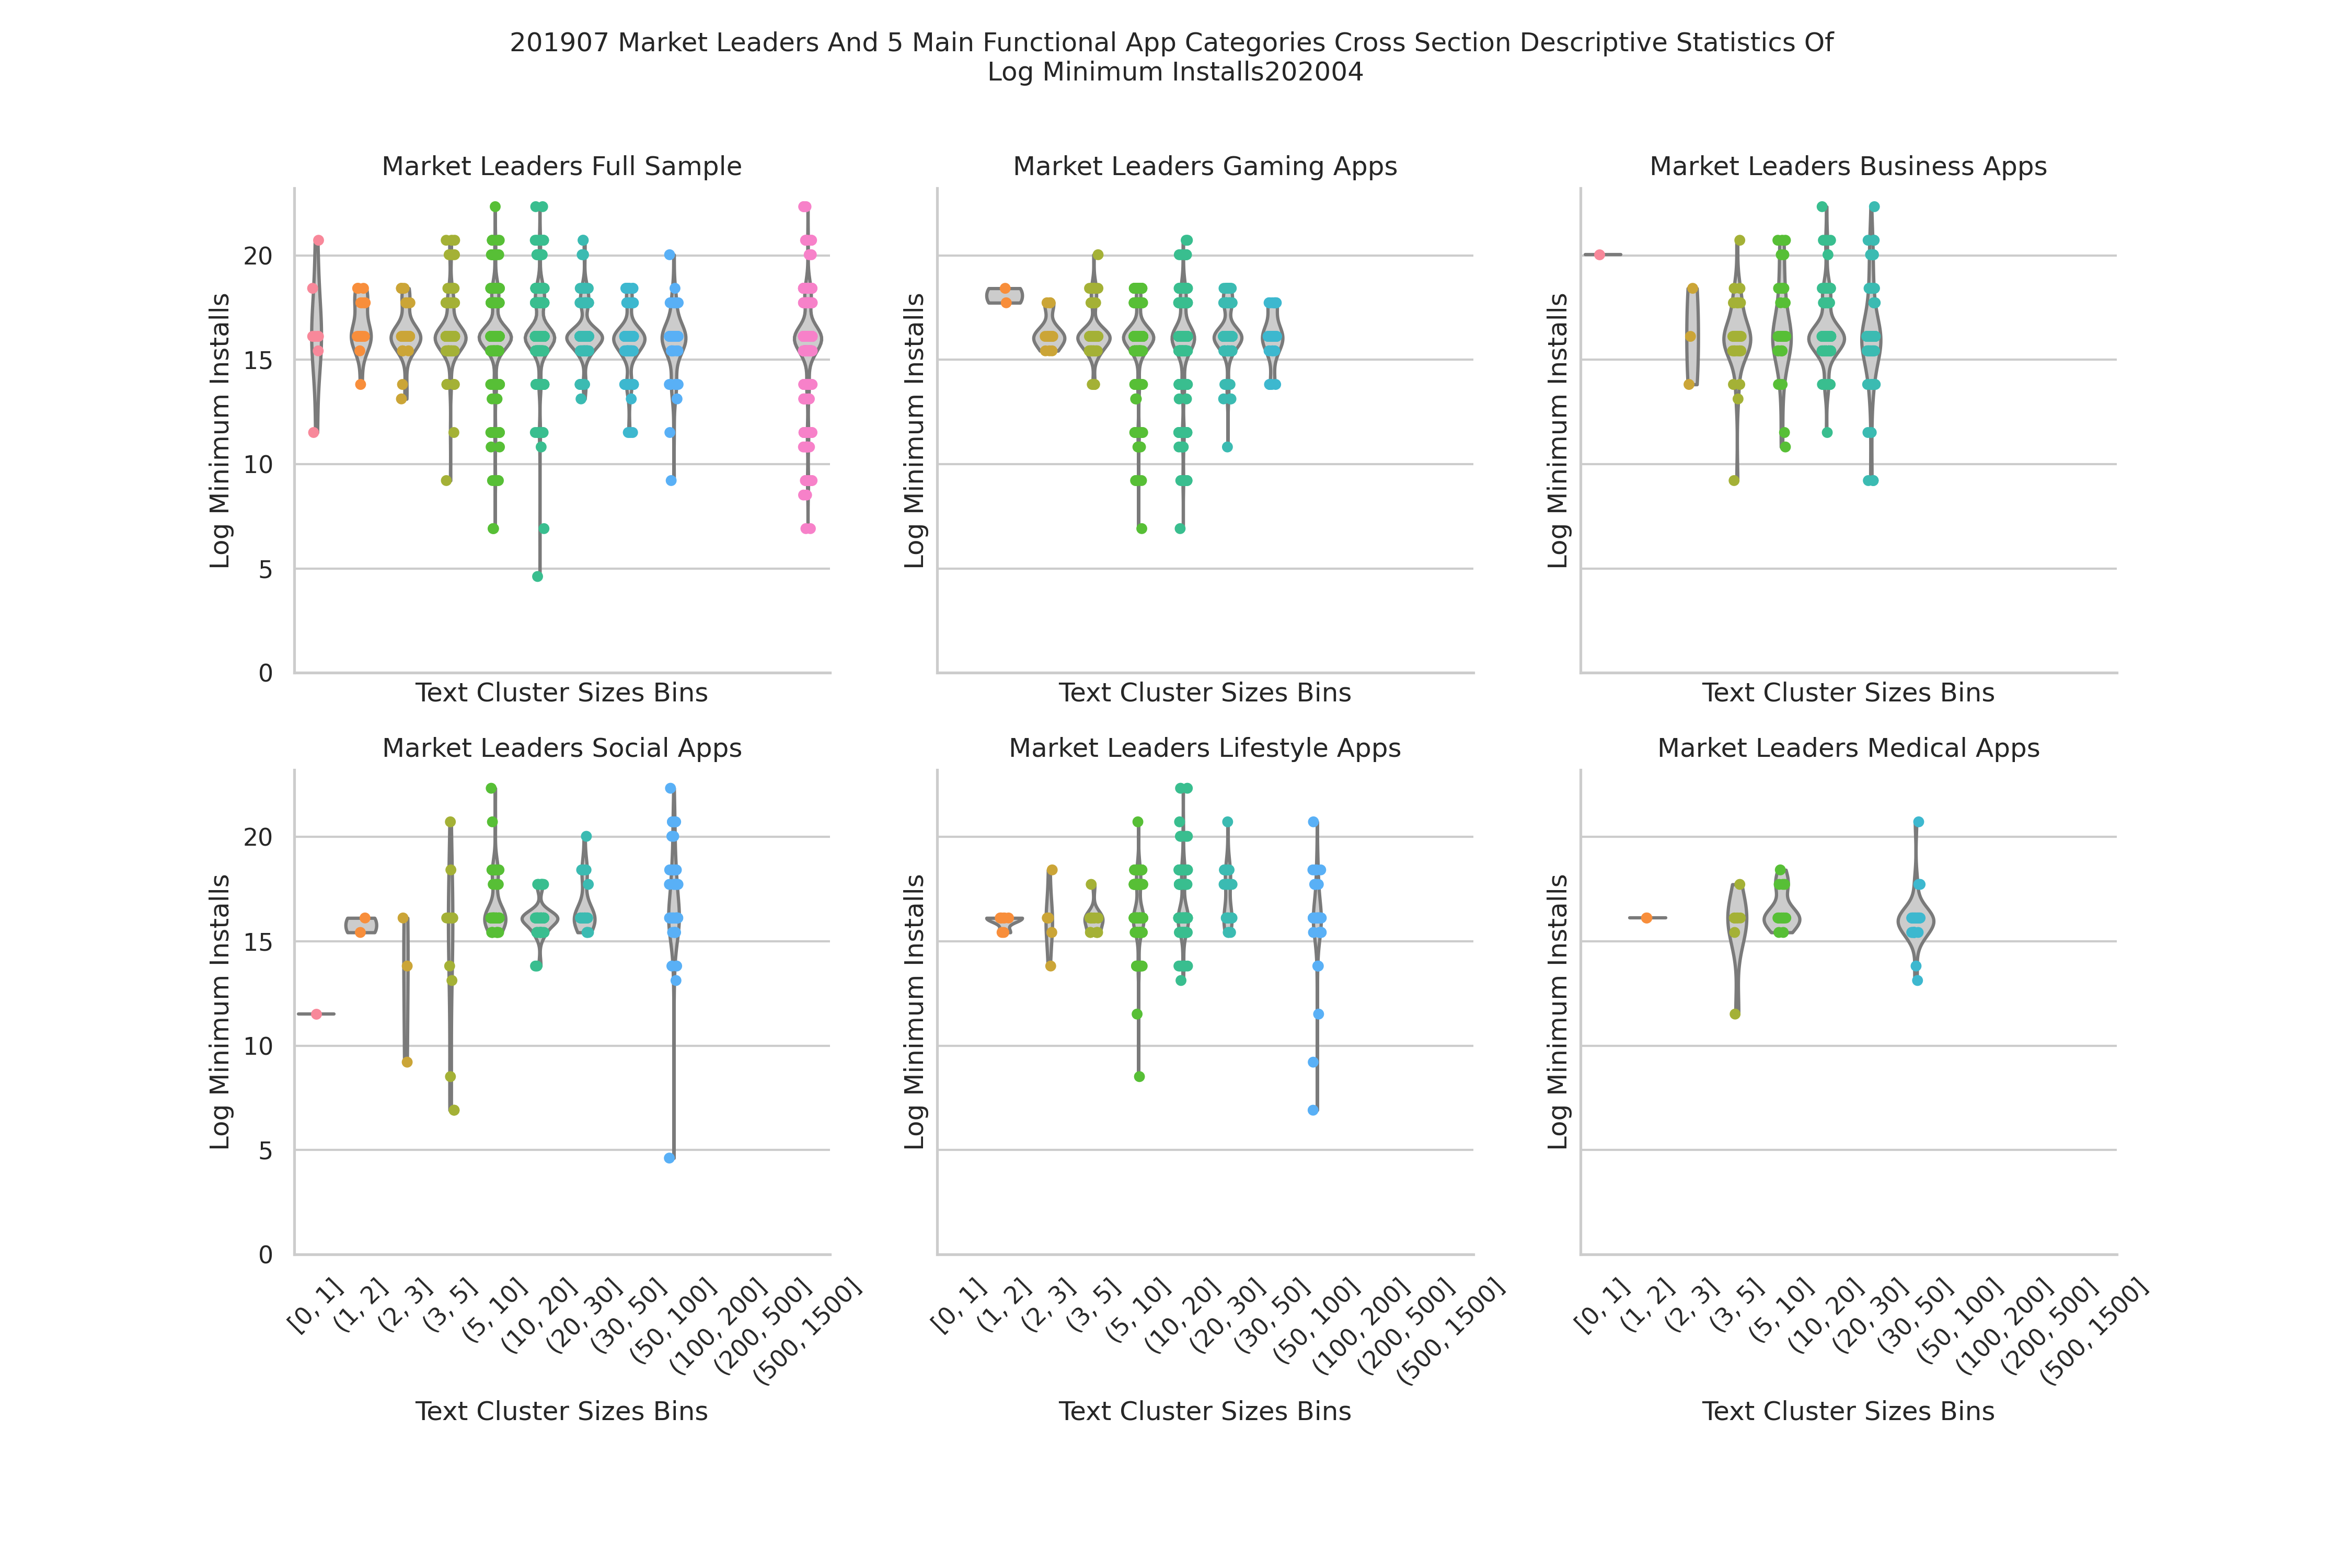 201907 Market Leaders And 5 Main Functional App Categories Cross Section Descriptive Statistics Of
Log Minimum Installs202004
Market Leaders Full Sample
Market Leaders Gaming Apps
Market Leaders Business Apps
Log Minimum Installs
20
15
10
5
0
Log Minimum Installs
Log Minimum Installs
Text Cluster Sizes Bins
Text Cluster Sizes Bins
Text Cluster Sizes Bins
Market Leaders Social Apps
Market Leaders Lifestyle Apps
Market Leaders Medical Apps
Log Minimum Installs
20
15
10
5
0
Log Minimum Installs
Log Minimum Installs
[0, 1]
(1, 2]
(2, 3]
(3, 5]
(5, 10]
(10, 20]
(20, 30]
(30, 50]
(50, 100]
(100, 200]
(200, 500]
(500, 1500]
[0, 1]
(1, 2]
(2, 3]
(3, 5]
(5, 10]
(10, 20]
(20, 30]
(30, 50]
(50, 100]
(100, 200]
(200, 500]
(500, 1500]
[0, 1]
(1, 2]
(2, 3]
(3, 5]
(5, 10]
(10, 20]
(20, 30]
(30, 50]
(50, 100]
(100, 200]
(200, 500]
(500, 1500]
Text Cluster Sizes Bins
Text Cluster Sizes Bins
Text Cluster Sizes Bins